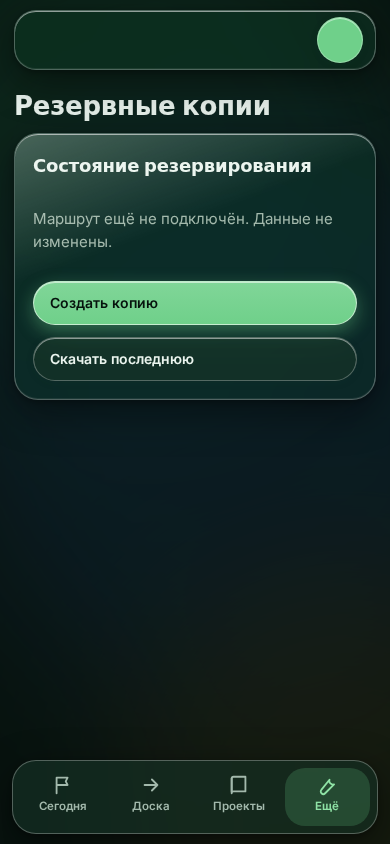 Резервные копии
Состояние резервирования
Маршрут ещё не подключён. Данные не
изменены.
Создать копию
Скачать последнюю
Сегодня
Доска
Проекты
Ещё